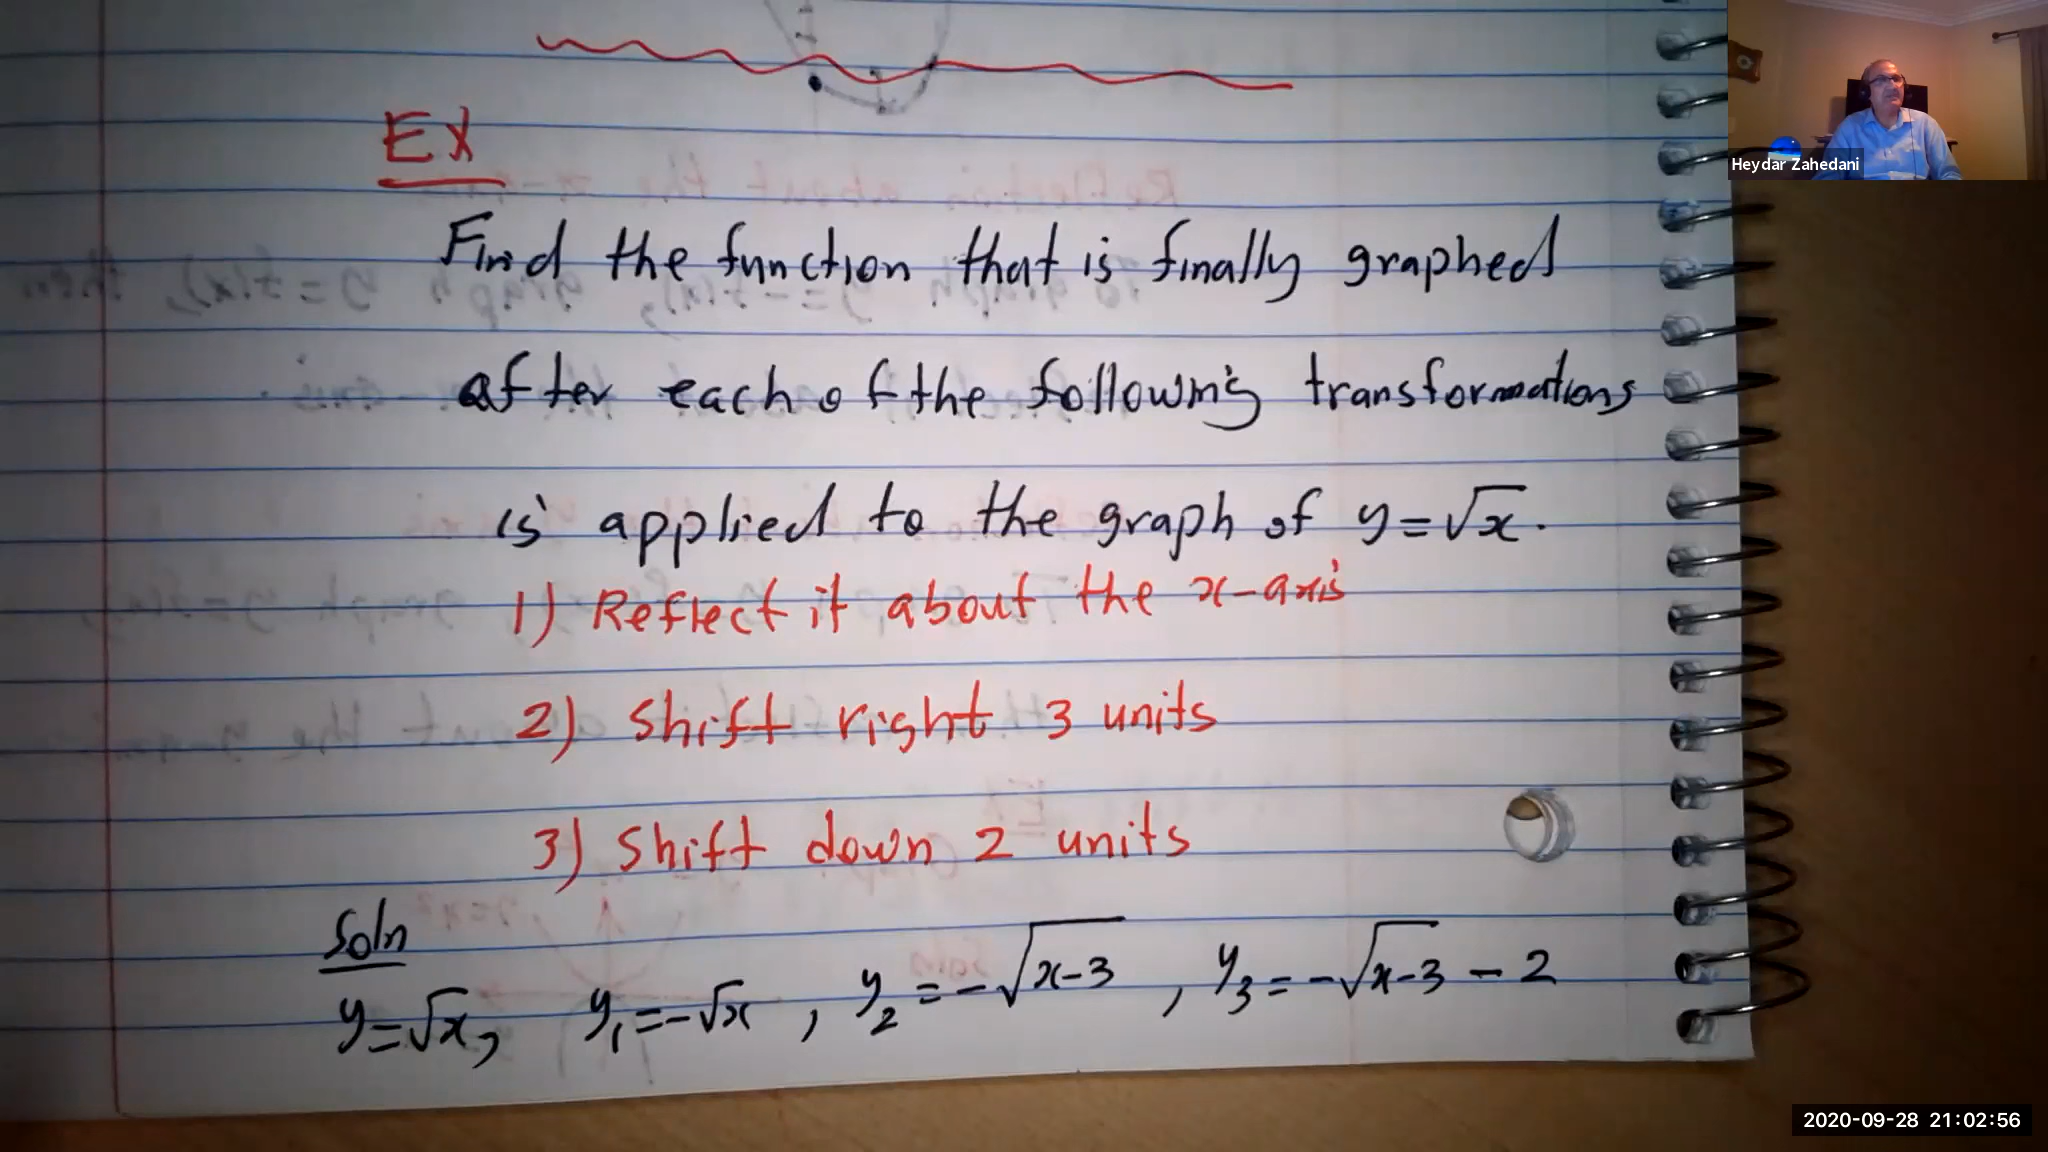 EX
Heydar Zahedani
Find the function that is finally graphed
after each of the following transformations
is applied to the graph of y=√x.
1) Reflect it about the x-axis
2) Shift right 3 units
3) Shift down 2 units
Soln
y=√x, y₁=-√x , y₂=-√(x-3) , y₃=-√(x-3) - 2
2020-09-28 21:02:56